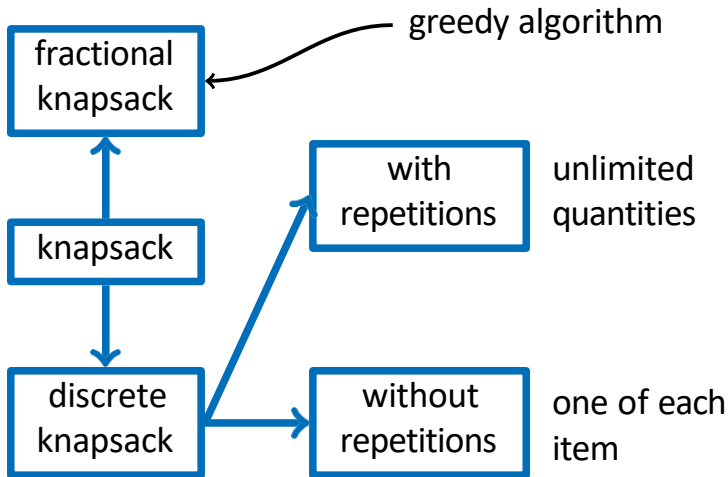 greedy algorithm
fractional
knapsack
with
repetitions
unlimited
quantities
knapsack
discrete
knapsack
without
repetitions
one of each
item